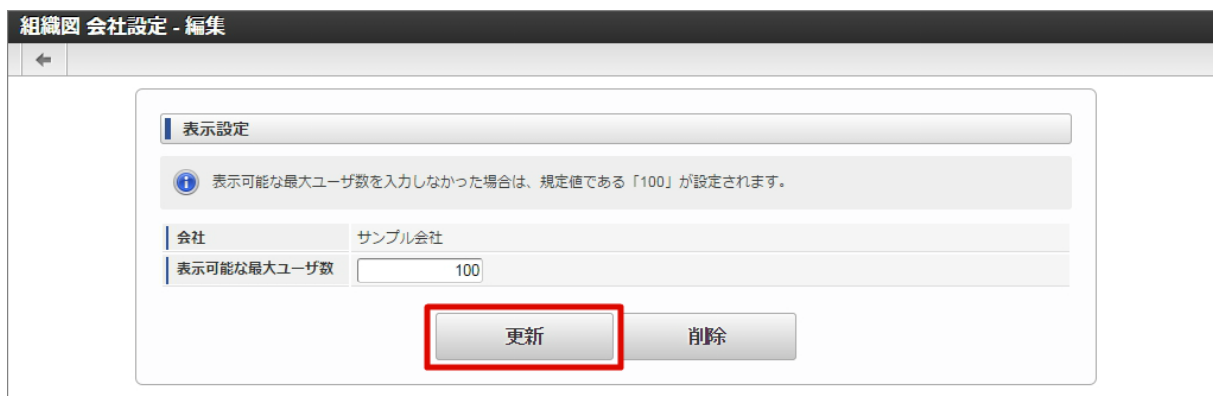 組織図 会社設定 - 編集
表示設定
表示可能な最大ユーザ数を入力しなかった場合は、規定値である「100」が設定されます。
会社 サンプル会社
表示可能な最大ユーザ数 100
更新 削除